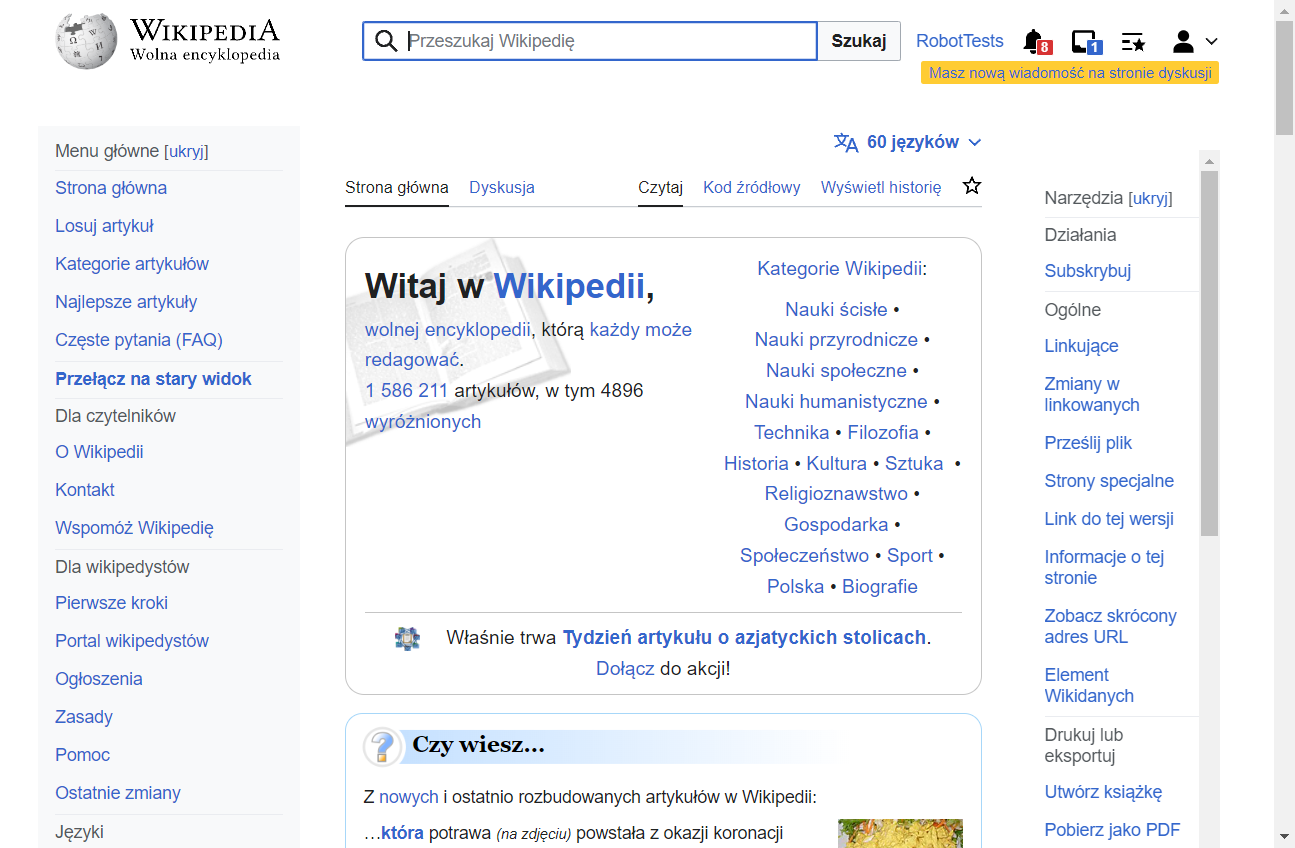 WIKIPEDIA
Wolna encyklopedia
Przeszukaj Wikipedię
Szukaj
RobotTests
8
1
Masz nową wiadomość na stronie dyskusji
Menu główne [ukryj]
Strona główna
Losuj artykuł
Kategorie artykułów
Najlepsze artykuły
Częste pytania (FAQ)
Przełącz na stary widok
Dla czytelników
O Wikipedii
Kontakt
Wspomóż Wikipedię
Dla wikipedystów
Pierwsze kroki
Portal wikipedystów
Ogłoszenia
Zasady
Pomoc
Ostatnie zmiany
Języki
60 języków
Strona główna Dyskusja Czytaj Kod źródłowy Wyświetl historię
Witaj w Wikipedii,
wolnej encyklopedii, którą każdy może
redagować.
1 586 211 artykułów, w tym 4896
wyróżnionych
Kategorie Wikipedii:
Nauki ścisłe •
Nauki przyrodnicze •
Nauki społeczne •
Nauki humanistyczne •
Technika • Filozofia •
Historia • Kultura • Sztuka •
Religioznawstwo •
Gospodarka •
Społeczeństwo • Sport •
Polska • Biografie
Właśnie trwa Tydzień artykułu o azjatyckich stolicach.
Dołącz do akcji!
Czy wiesz...
Z nowych i ostatnio rozbudowanych artykułów w Wikipedii:
…która potrawa (na zdjęciu) powstała z okazji koronacji
Narzędzia [ukryj]
Działania
Subskrybuj
Ogólne
Linkujące
Zmiany w
linkowanych
Prześlij plik
Strony specjalne
Link do tej wersji
Informacje o tej
stronie
Zobacz skrócony
adres URL
Element
Wikidanych
Drukuj lub
eksportuj
Utwórz książkę
Pobierz jako PDF